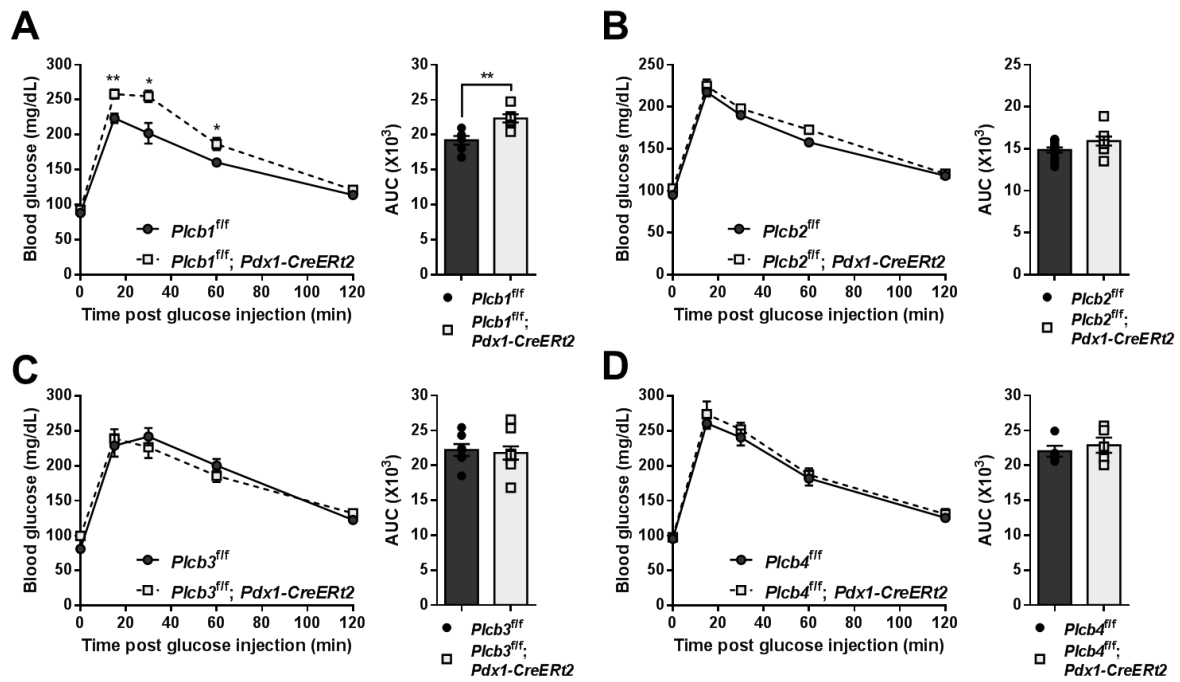 A
Blood glucose (mg/dL)
300
250
200
150
100
50
0
** * *
Plcb1f/f
Plcb1f/f; Pdx1-CreERt2
0 20 40 60 80 100 120
Time post glucose injection (min)
AUC (X10³)
30
25
20
15
10
5
0
**
Plcb1f/f
Plcb1f/f;
Pdx1-CreERt2
B
Blood glucose (mg/dL)
250
200
150
100
50
0
Plcb2f/f
Plcb2f/f; Pdx1-CreERt2
0 20 40 60 80 100 120
Time post glucose injection (min)
AUC (X10³)
25
20
15
10
5
0
Plcb2f/f
Plcb2f/f;
Pdx1-CreERt2
C
Blood glucose (mg/dL)
300
250
200
150
100
50
0
Plcb3f/f
Plcb3f/f; Pdx1-CreERt2
0 20 40 60 80 100 120
Time post glucose injection (min)
AUC (X10³)
30
25
20
15
10
5
0
Plcb3f/f
Plcb3f/f;
Pdx1-CreERt2
D
Blood glucose (mg/dL)
300
250
200
150
100
50
0
Plcb4f/f
Plcb4f/f; Pdx1-CreERt2
0 20 40 60 80 100 120
Time post glucose injection (min)
AUC (X10³)
30
25
20
15
10
5
0
Plcb4f/f
Plcb4f/f;
Pdx1-CreERt2